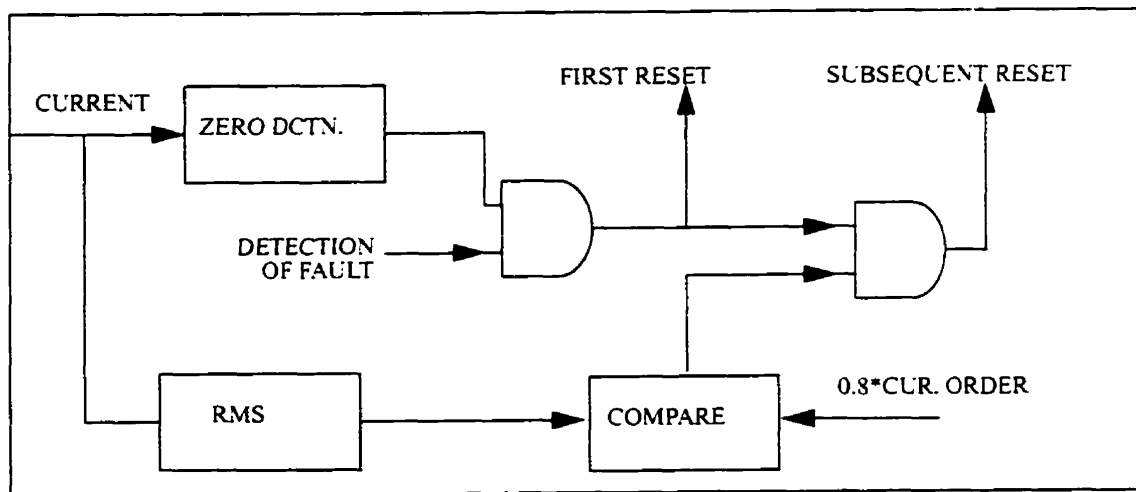 FIRST RESET
SUBSEQUENT RESET
CURRENT
ZERO DCTN.
DETECTION
OF FAULT
0.8*CUR. ORDER
RMS
COMPARE